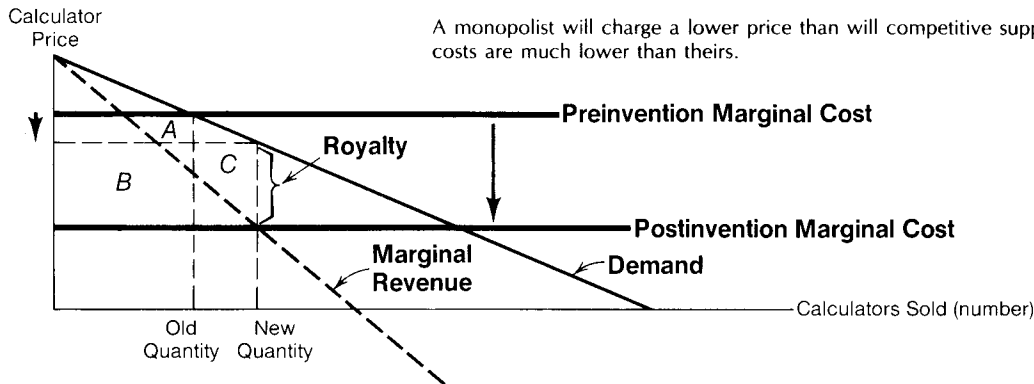 Calculator
Price
A monopolist will charge a lower price than will competitive
costs are much lower than theirs.
Preinvention Marginal Cost
A
Royalty
B
C
Postinvention Marginal Cost
Marginal
Revenue
Demand
Calculators Sold (number)
Old
Quantity
New
Quantity